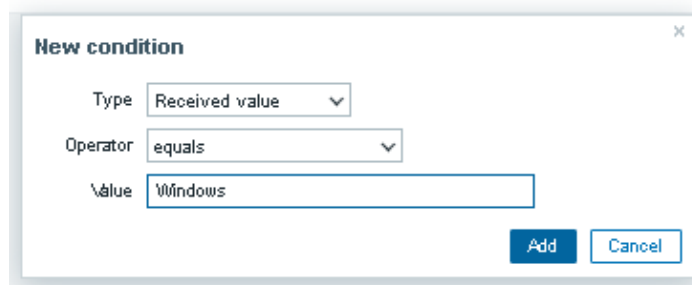 New condition
Type Received value
Operator equals
Value Windows
Add Cancel